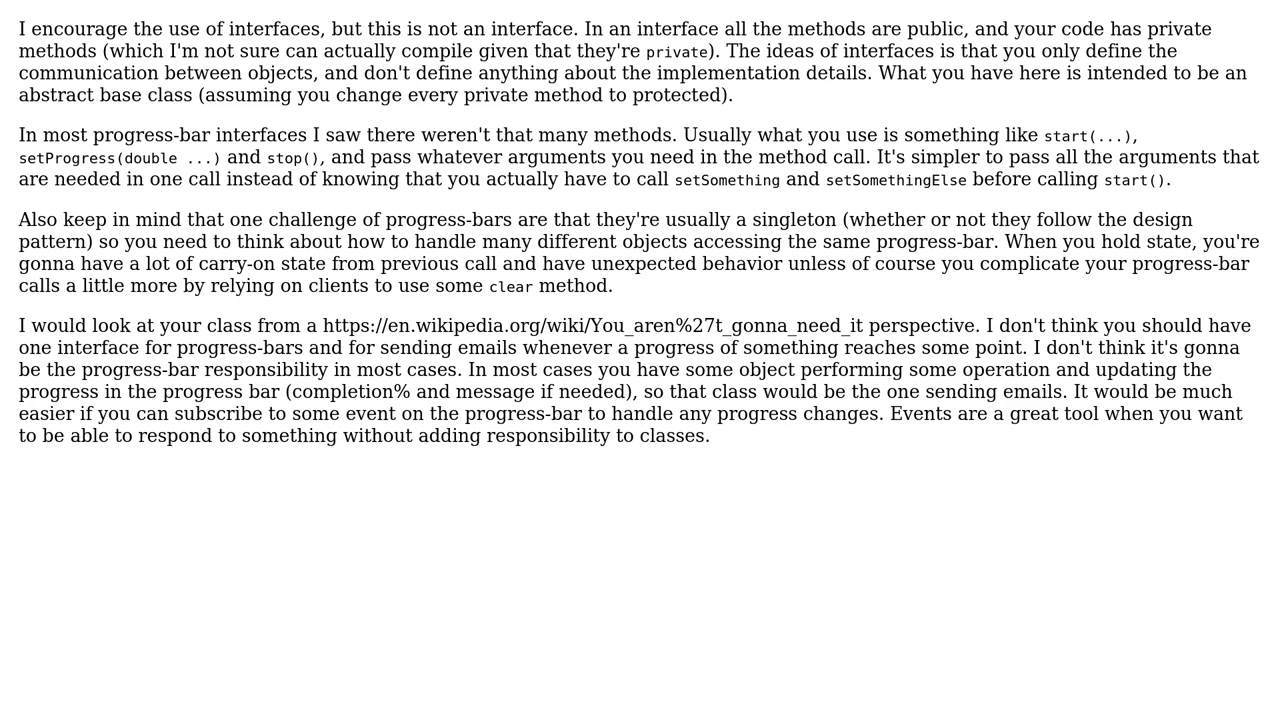 I encourage the use of interfaces, but this is not an interface. In an interface all the methods are public, and your code has private
methods (which I'm not sure can actually compile given that they're private). The ideas of interfaces is that you only define the
communication between objects, and don't define anything about the implementation details. What you have here is intended to be an
abstract base class (assuming you change every private method to protected).
In most progress-bar interfaces I saw there weren't that many methods. Usually what you use is something like start(...),
setProgress(double ...) and stop(), and pass whatever arguments you need in the method call. It's simpler to pass all the arguments that
are needed in one call instead of knowing that you actually have to call setSomething and setSomethingElse before calling start().
Also keep in mind that one challenge of progress-bars are that they're usually a singleton (whether or not they follow the design
pattern) so you need to think about how to handle many different objects accessing the same progress-bar. When you hold state, you're
gonna have a lot of carry-on state from previous call and have unexpected behavior unless of course you complicate your progress-bar
calls a little more by relying on clients to use some clear method.
I would look at your class from a https://en.wikipedia.org/wiki/You_aren%27t_gonna_need_it perspective. I don't think you should have
one interface for progress-bars and for sending emails whenever a progress of something reaches some point. I don't think it's gonna
be the progress-bar responsibility in most cases. In most cases you have some object performing some operation and updating the
progress in the progress bar (completion% and message if needed), so that class would be the one sending emails. It would be much
easier if you can subscribe to some event on the progress-bar to handle any progress changes. Events are a great tool when you want
to be able to respond to something without adding responsibility to classes.